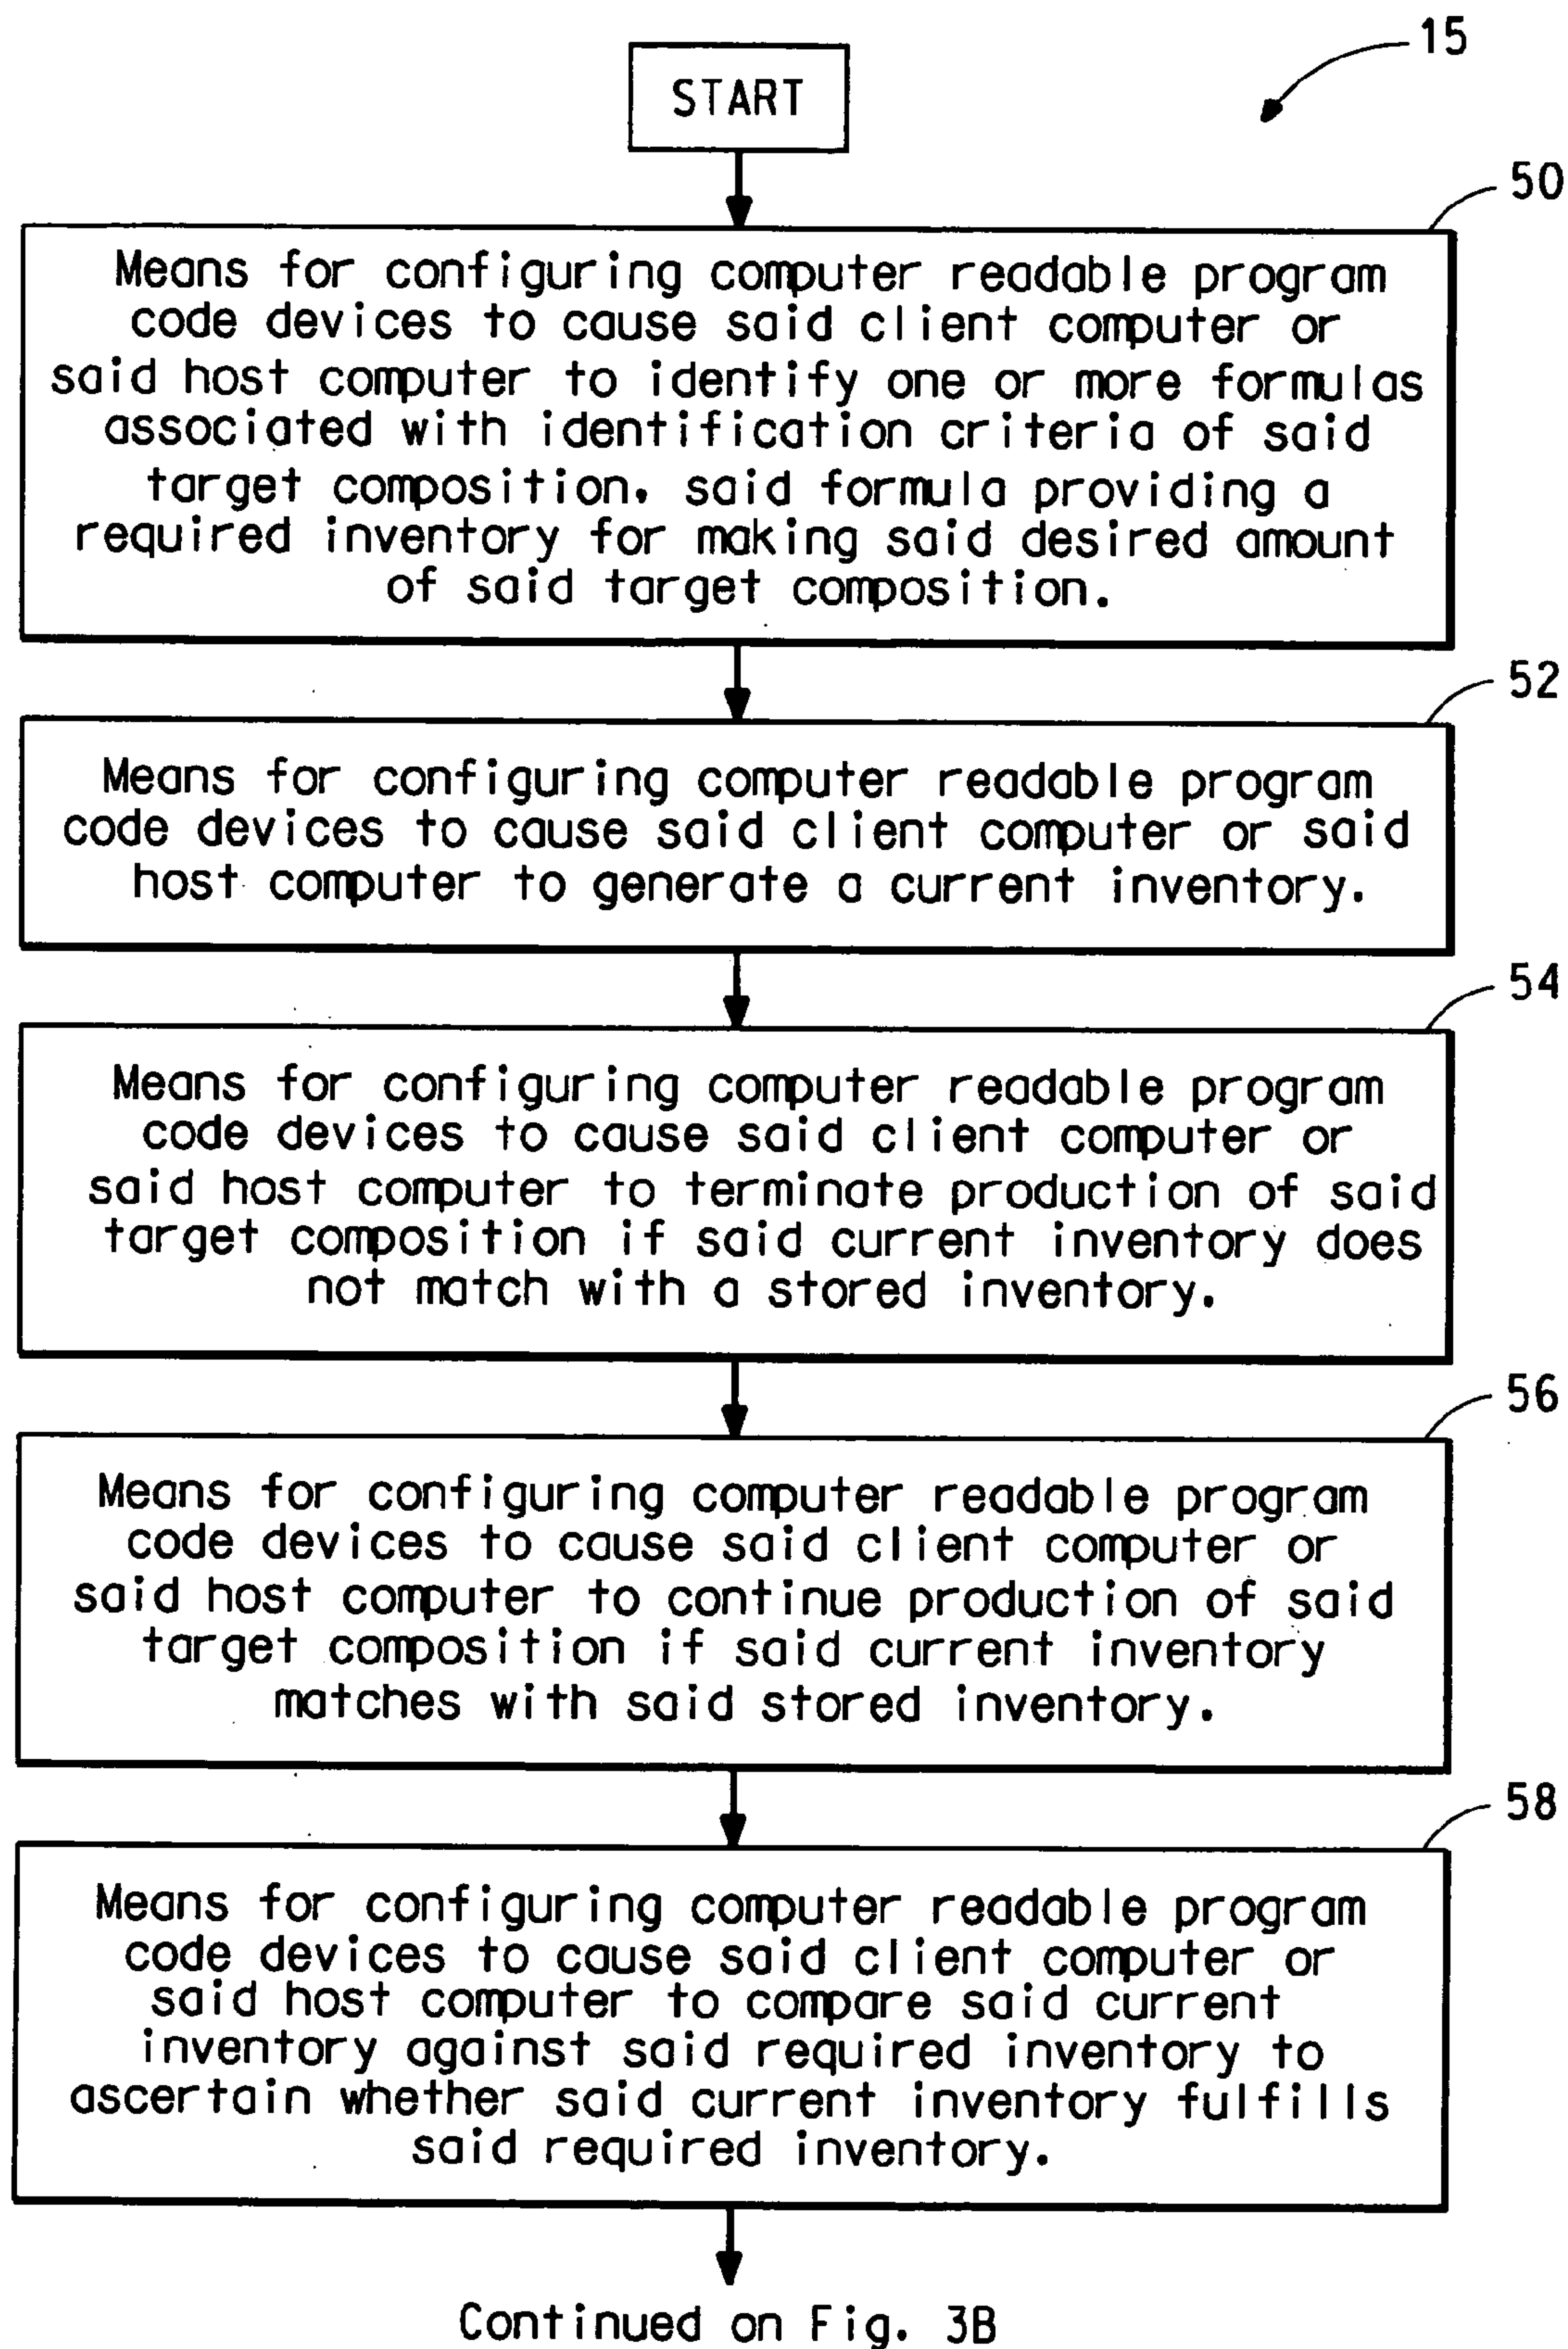 15
START
50
Means for configuring computer readable program
code devices to cause said client computer or
said host computer to identify one or more formulas
associated with identification criteria of said
target composition, said formula providing a
required inventory for making said desired amount
of said target composition.
52
Means for configuring computer readable program
code devices to cause said client computer or said
host computer to generate a current inventory.
54
Means for configuring computer readable program
code devices to cause said client computer or
said host computer to terminate production of said
target composition if said current inventory does
not match with a stored inventory.
56
Means for configuring computer readable program
code devices to cause said client computer or
said host computer to continue production of said
target composition if said current inventory
matches with said stored inventory.
58
Means for configuring computer readable program
code devices to cause said client computer or
said host computer to compare said current
inventory against said required inventory to
ascertain whether said current inventory fulfills
said required inventory.
Continued on Fig. 3B